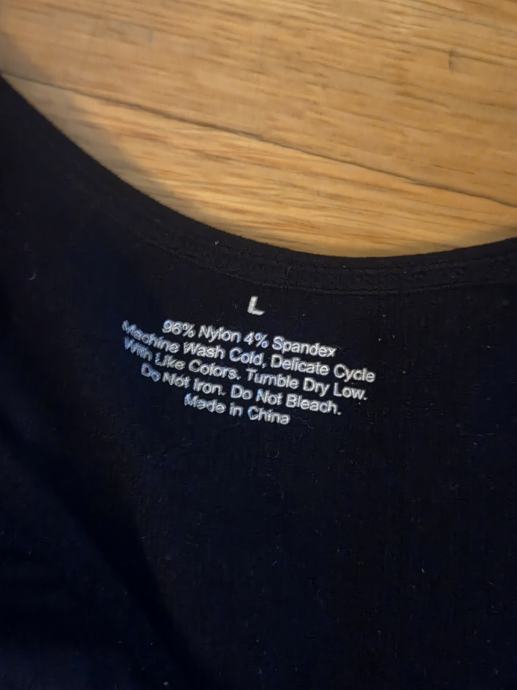 L
96% Nylon 4% Spandex
Machine Wash Cold, Delicate Cycle
With Like Colors. Tumble Dry Low.
Do Not Iron. Do Not Bleach.
Made in China